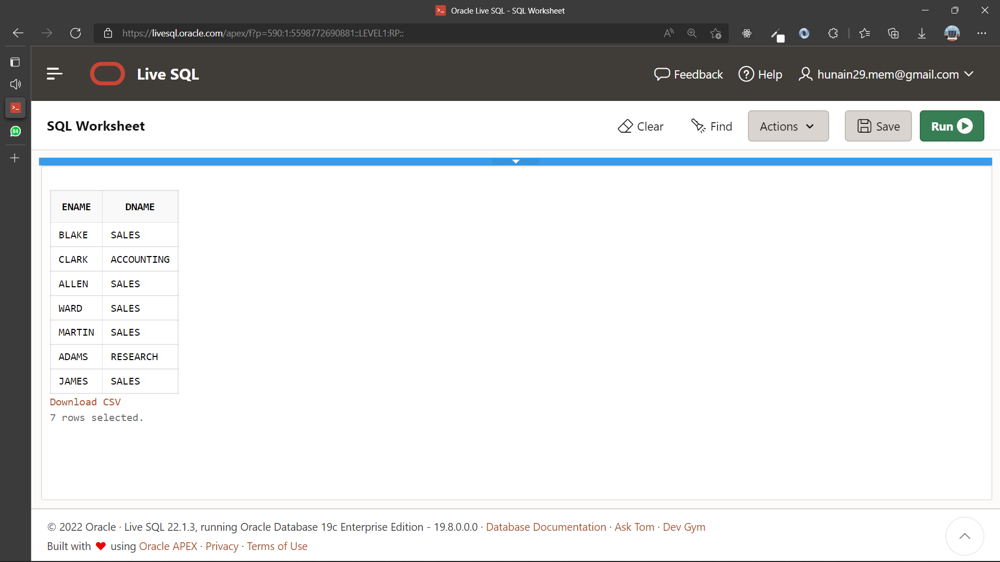 Oracle Live SQL - SQL Worksheet
https://livesql.oracle.com/apex/f?p=590:1:5598772690881::LEVEL1:RP::
Live SQL
Feedback
Help
hunain29.mem@gmail.com
84
SQL Worksheet
Clear
Find
Actions
Save
Run
ENAME DNAME
BLAKE SALES
CLARK ACCOUNTING
ALLEN SALES
WARD SALES
MARTIN SALES
ADAMS RESEARCH
JAMES SALES
Download CSV
7 rows selected.
© 2022 Oracle · Live SQL 22.1.3, running Oracle Database 19c Enterprise Edition - 19.8.0.0.0 · Database Documentation · Ask Tom · Dev Gym
Built with ❤ using Oracle APEX · Privacy · Terms of Use